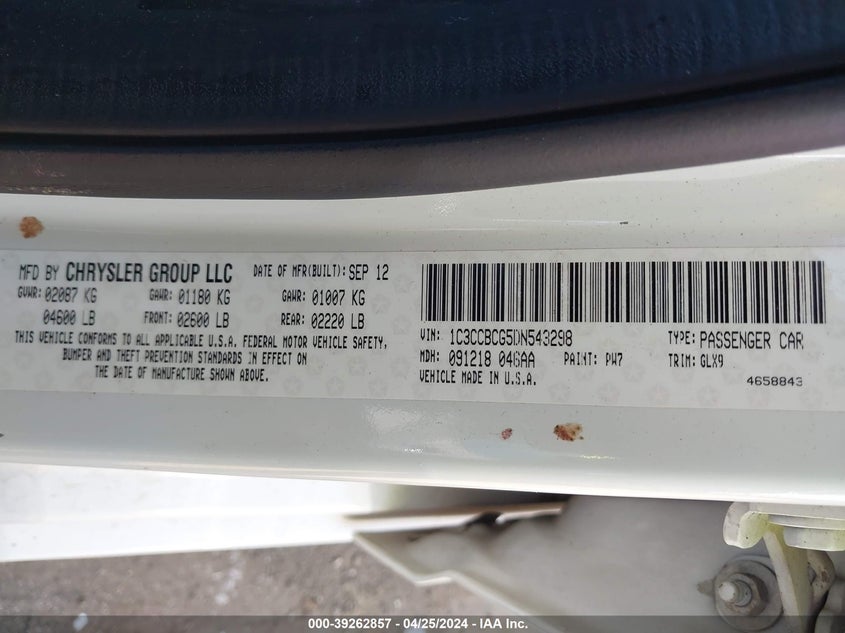 MFD BY CHRYSLER GROUP LLC DATE OF MFR(BUILT): SEP 12
GVWR: 02087 KG GAWR: 01180 KG GAWR: 01007 KG
04600 LB FRONT: 02600 LB REAR: 02220 LB
THIS VEHICLE CONFORMS TO ALL APPLICABLE U.S.A. FEDERAL MOTOR VEHICLE SAFETY,
BUMPER AND THEFT PREVENTION STANDARDS IN EFFECT ON
THE DATE OF MANUFACTURE SHOWN ABOVE.
VIN: 1C3CCBCG5DN543298 TYPE: PASSENGER CAR
MDH: 091218 046AA PAINT: PW7 TRIM: GLX9
VEHICLE MADE IN U.S.A.
4658843
000-39262857 - 04/25/2024 - IAA Inc.